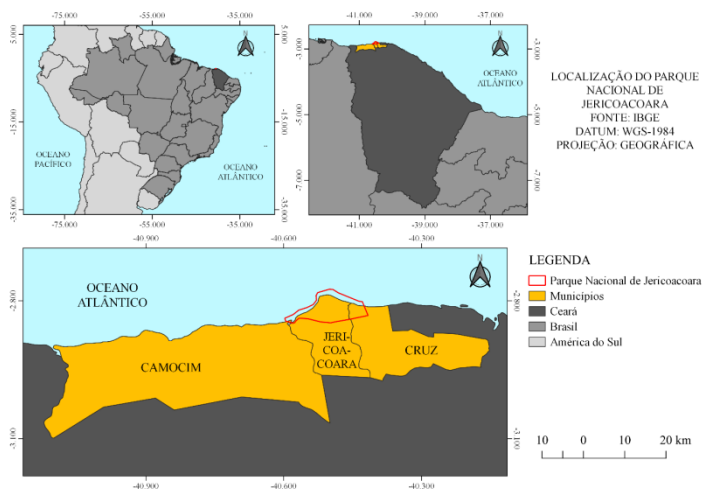 -75.000 -55.000 -35.000
5.000 5.000
-15.000 -15.000
-35.000 -35.000
N
OCEANO
PACÍFICO
OCEANO
ATLÂNTICO
-75.000 -55.000 -35.000
-41.000 -39.000 -37.000
-3.000 -3.000
-5.000 -5.000
-7.000 -7.000
N
OCEANO
ATLÂNTICO
-41.000 -39.000 -37.000
LOCALIZAÇÃO DO PARQUE
NACIONAL DE
JERICOACOARA
FONTE: IBGE
DATUM: WGS-1984
PROJEÇÃO: GEOGRÁFICA
-40.900 -40.600 -40.300
-2.800 -2.800
-3.100 -3.100
N
OCEANO
ATLÂNTICO
CAMOCIM
JERI-
COA-
COARA
CRUZ
-40.900 -40.600 -40.300
LEGENDA
Parque Nacional de Jericoacoara
Municípios
Ceará
Brasil
América do Sul
10 0 10 20 km